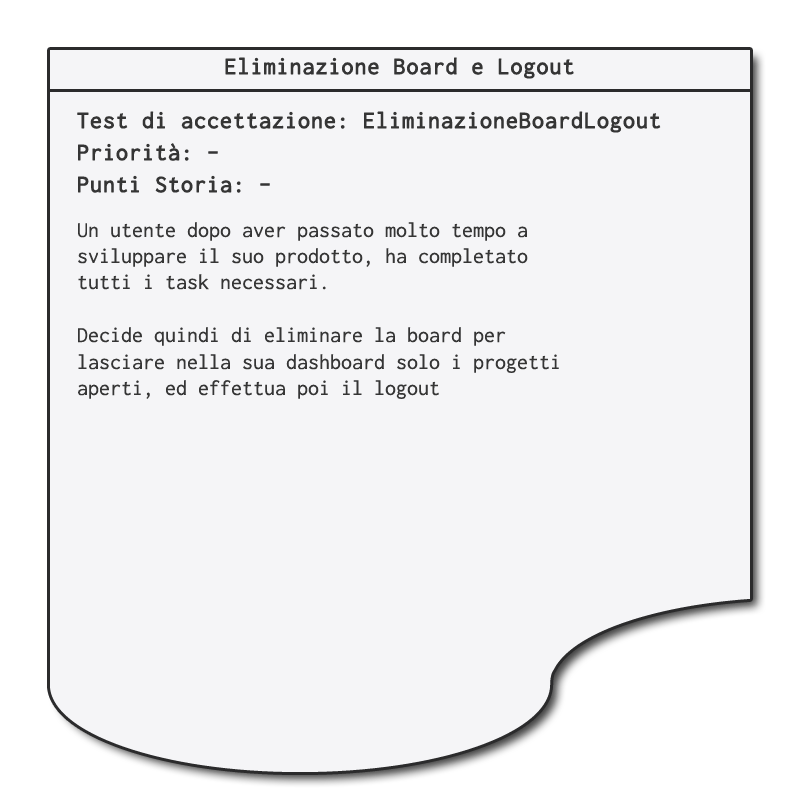 Eliminazione Board e Logout
Test di accettazione: EliminazioneBoardLogout
Priorità: -
Punti Storia: -
Un utente dopo aver passato molto tempo a
sviluppare il suo prodotto, ha completato
tutti i task necessari.
Decide quindi di eliminare la board per
lasciare nella sua dashboard solo i progetti
aperti, ed effettua poi il logout